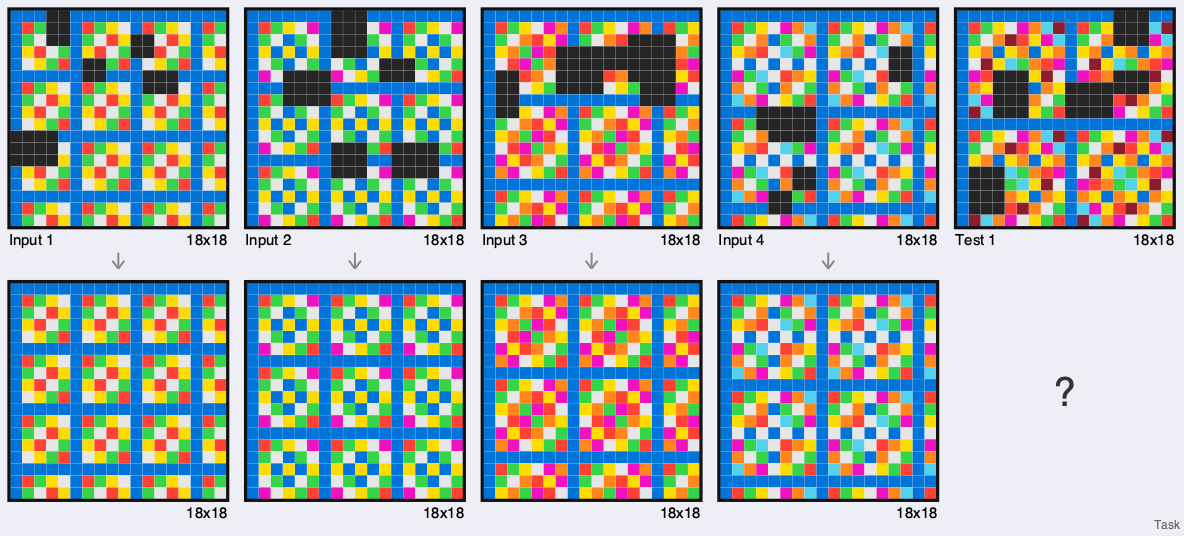 Input 1 18x18
Input 2 18x18
Input 3 18x18
Input 4 18x18
Test 1 18x18
?
18x18
18x18
18x18
18x18
Task